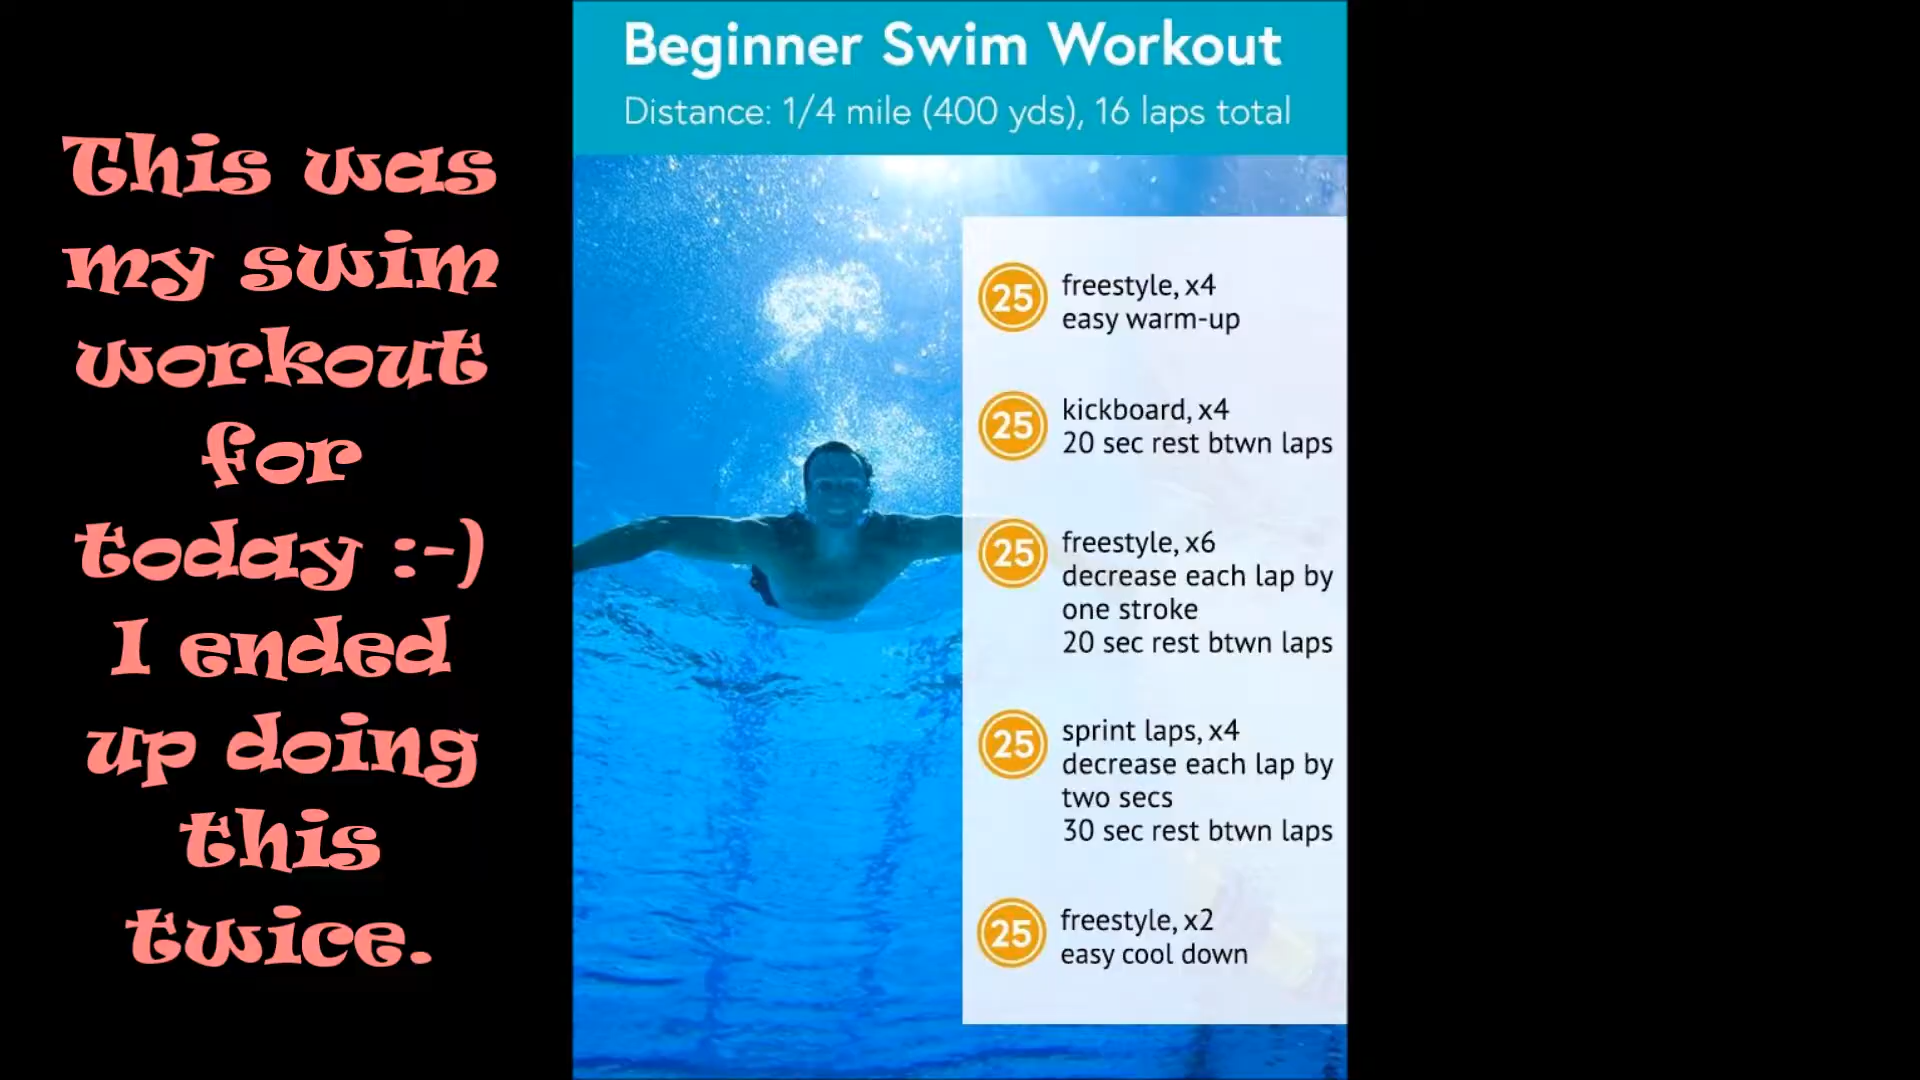 This was
my swim
workout
for
today :-)
I ended
up doing
this
twice.
Beginner Swim Workout
Distance: 1/4 mile (400 yds), 16 laps total
25 freestyle, x4
easy warm-up
25 kickboard, x4
20 sec rest btwn laps
25 freestyle, x6
decrease each lap by
one stroke
20 sec rest btwn laps
25 sprint laps, x4
decrease each lap by
two secs
30 sec rest btwn laps
25 freestyle, x2
easy cool down